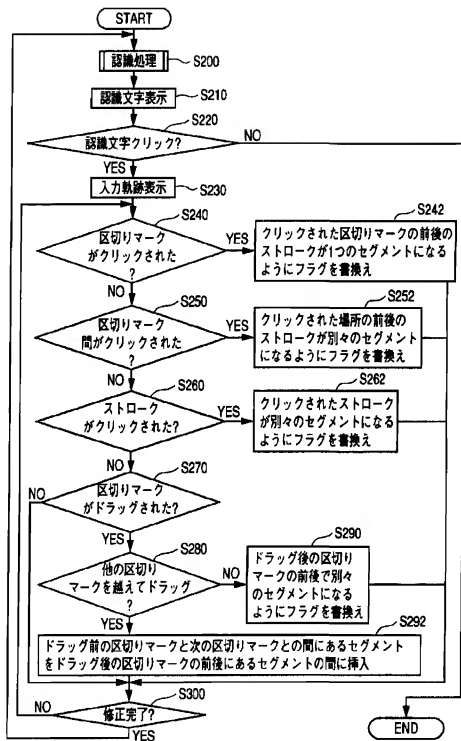 START
認識処理
S200
認識文字表示
S210
認識文字クリック?
S220
NO
YES
入力軌跡表示
S230
区切りマーク
がクリックされた
?
S240
YES
NO
クリックされた区切りマークの前後の
ストロークが1つのセグメントになる
ようにフラグを書換え
S242
区切りマーク
間がクリックされた
?
S250
YES
NO
クリックされた場所の前後の
ストロークが別々のセグメント
になるようにフラグを書換え
S252
ストローク
がクリックされた?
S260
YES
NO
クリックされたストローク
が別々のセグメントになる
ようにフラグを書換え
S262
区切りマーク
がドラッグされた?
S270
NO
YES
他の区切り
マークを越えてドラッグ
?
S280
NO
YES
ドラッグ後の区切り
マークの前後で別々
のセグメントになる
ようにフラグを書換え
S290
ドラッグ前の区切りマークと次の区切りマークとの間にあるセグメント
をドラッグ後の区切りマークの前後にあるセグメントの間に挿入
S292
修正完了?
S300
NO
YES
END